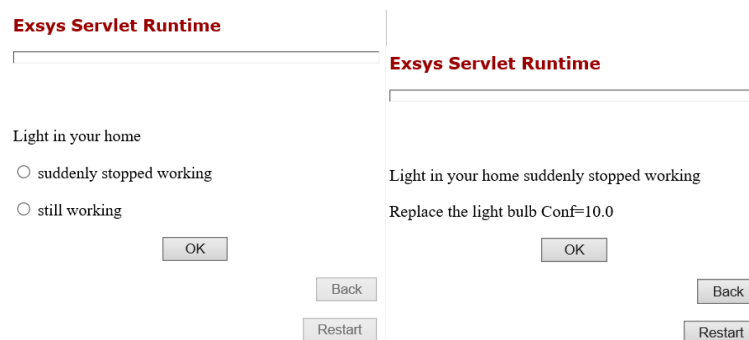 Exsys Servlet Runtime
Light in your home
suddenly stopped working
still working
OK
Back
Restart
Exsys Servlet Runtime
Light in your home suddenly stopped working
Replace the light bulb Conf=10.0
OK
Back
Restart